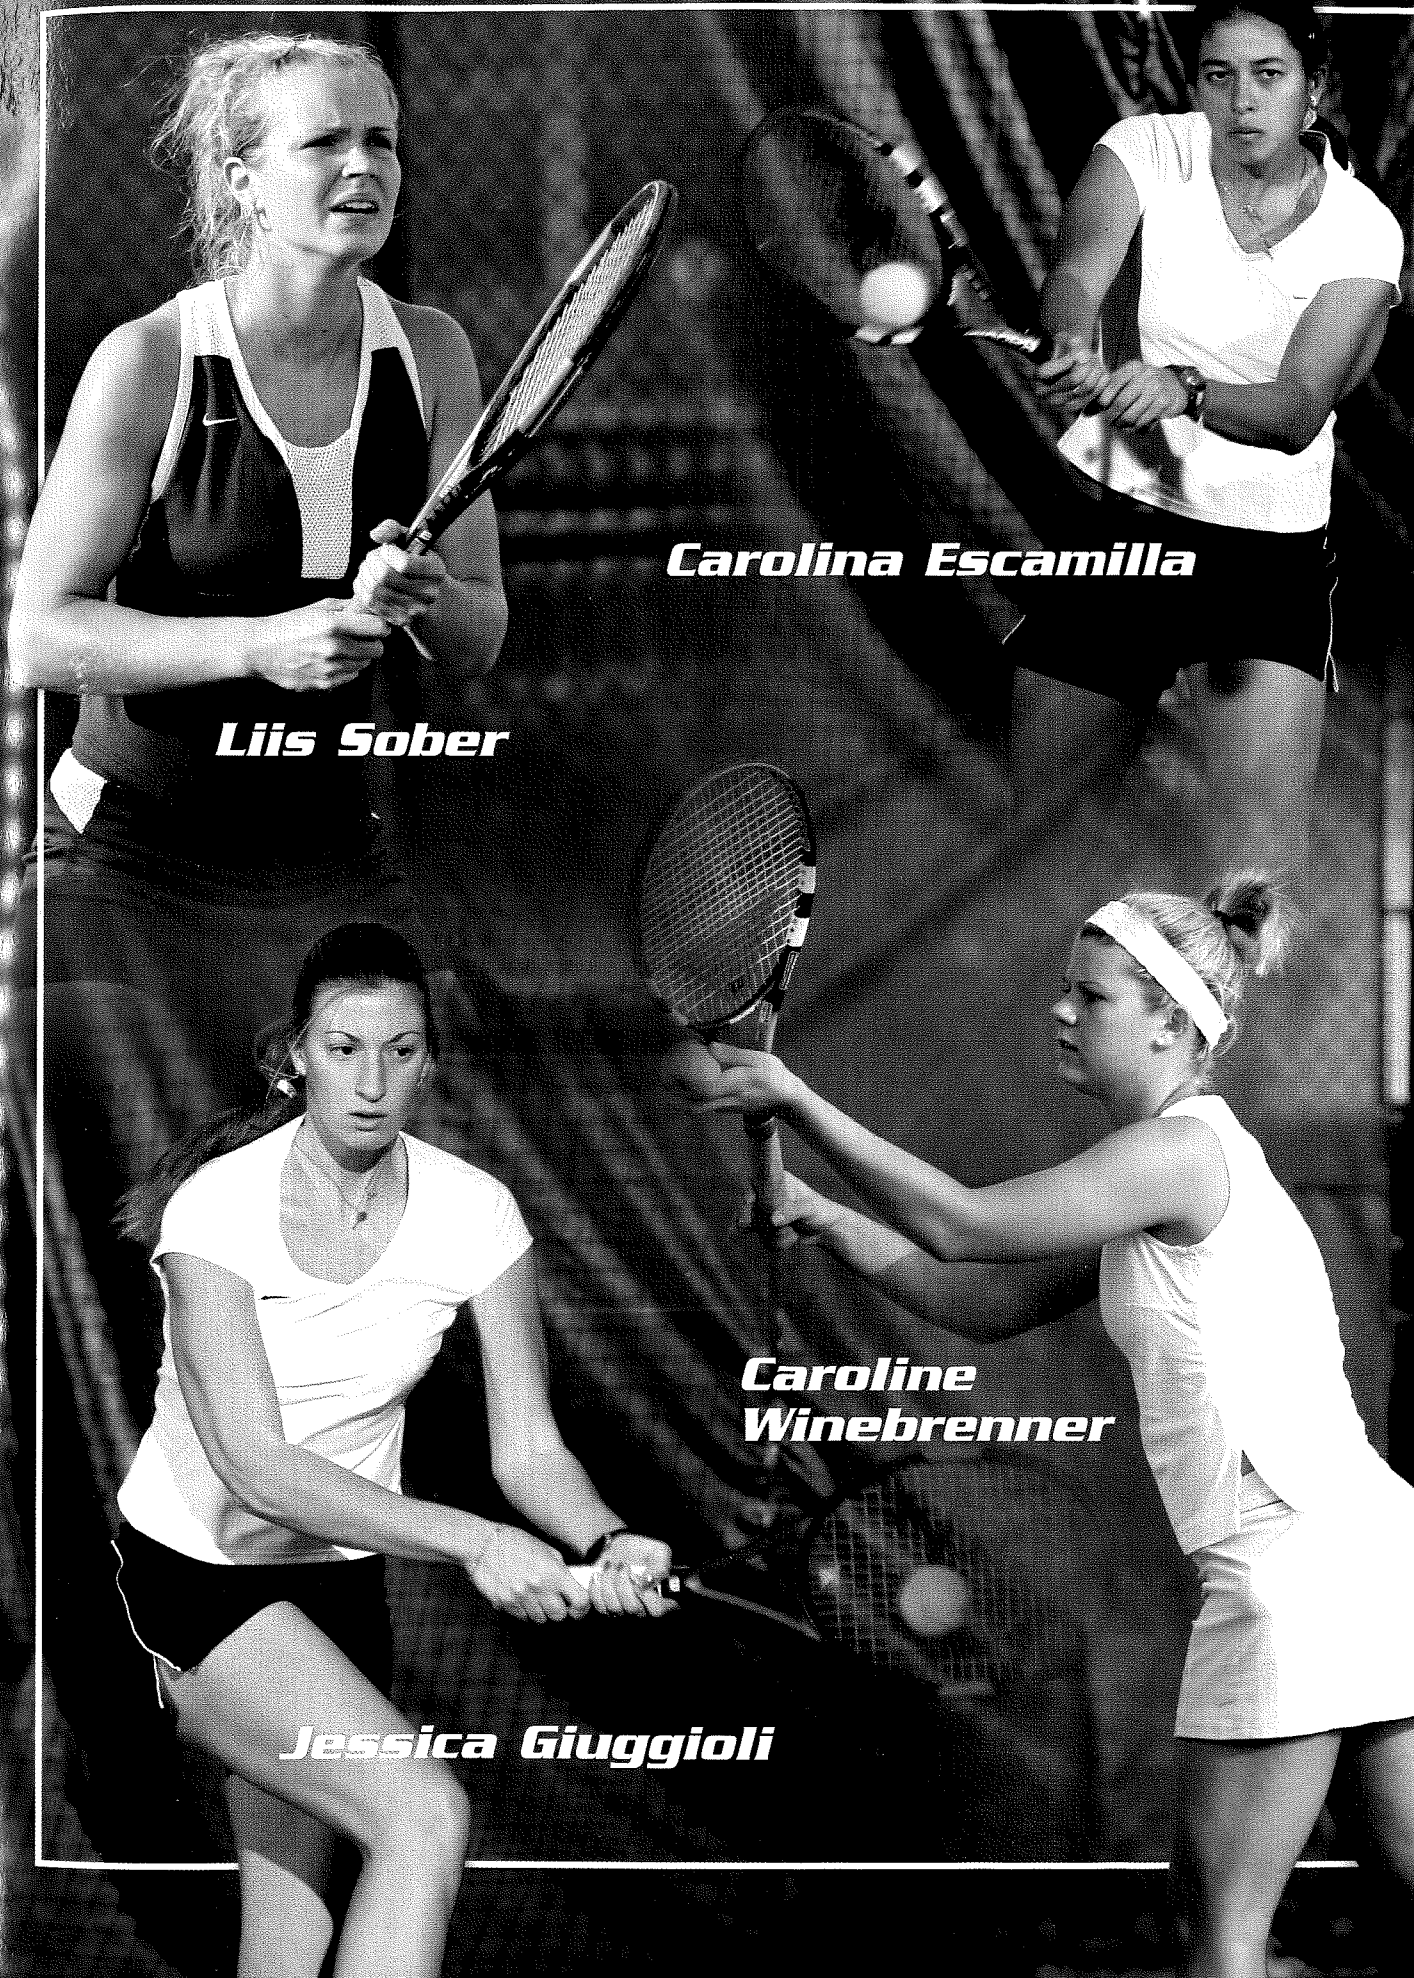 Carolina Escamilla
Liis Sober
Caroline
Winebrenner
Jessica Giuggioli